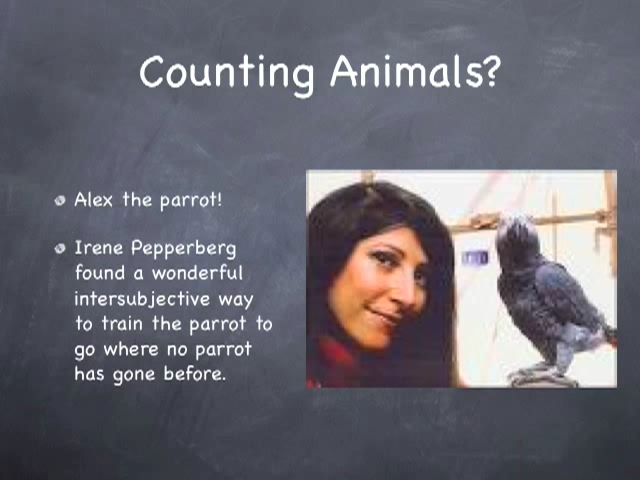 Counting Animals?
Alex the parrot!
Irene Pepperberg
found a wonderful
intersubjective way
to train the parrot to
go where no parrot
has gone before.